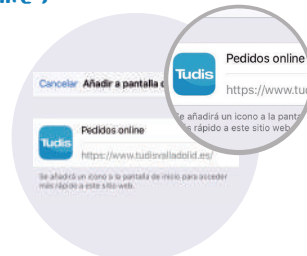 Cancelar Añadir a pantalla d
Tudis
Pedidos online
https://www.tudisvalladolid.es/
Se añadirá un icono a la pantalla de inicio para acceder
más rápido a este sitio web.
Tudis
Pedidos online
https://www.tud
e añadirá un icono a la panta
s rápido a este sitio web.